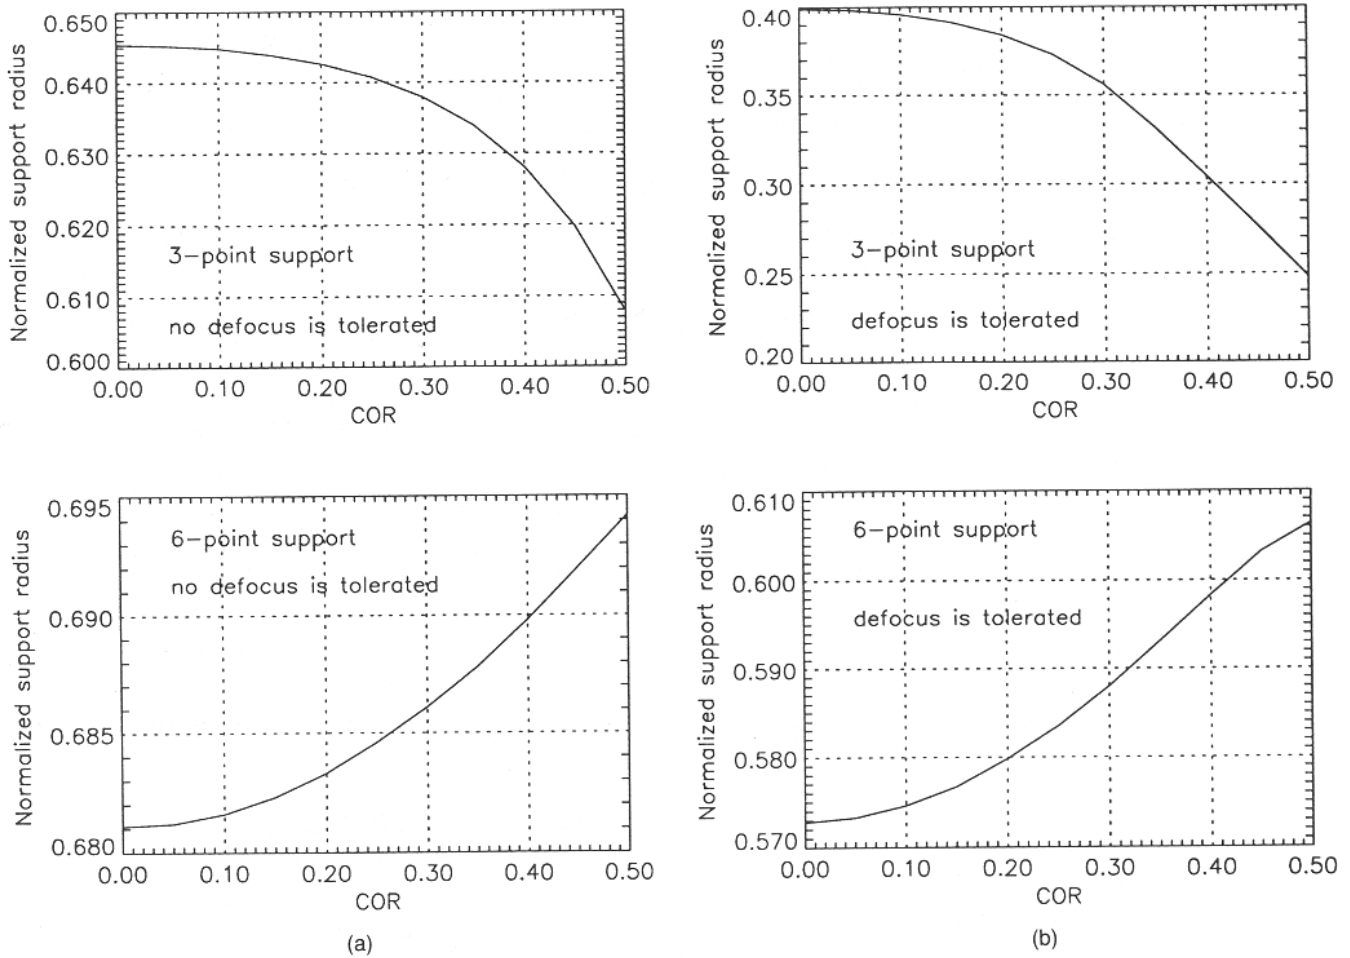 Normalized support radius
0.650
0.640
0.630
0.620
0.610
0.600
3-point support
no defocus is tolerated
0.00 0.10 0.20 0.30 0.40 0.50
COR
Normalized support radius
0.40
0.35
0.30
0.25
0.20
3-point support
defocus is tolerated
0.00 0.10 0.20 0.30 0.40 0.50
COR
Normalized support radius
0.695
0.690
0.685
0.680
6-point support
no defocus is tolerated
0.00 0.10 0.20 0.30 0.40 0.50
COR
(a)
Normalized support radius
0.610
0.600
0.590
0.580
0.570
6-point support
defocus is tolerated
0.00 0.10 0.20 0.30 0.40 0.50
COR
(b)